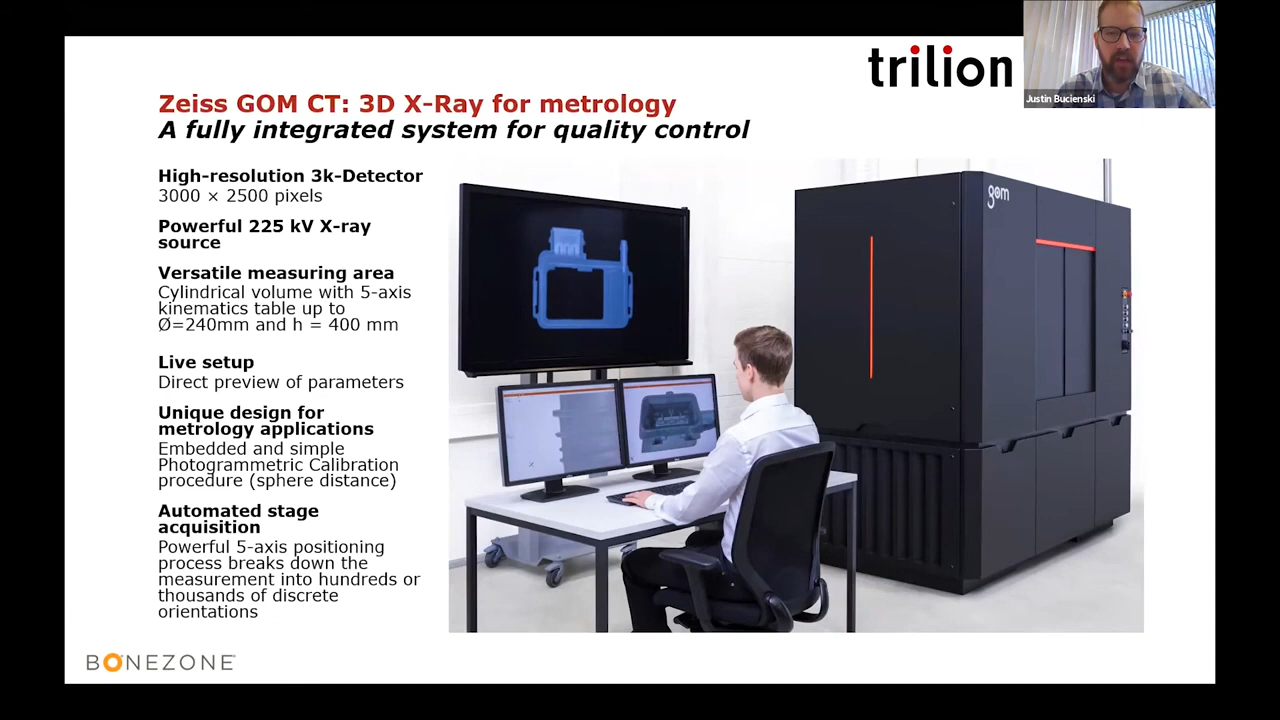 trilion
Justin Bucienski
Zeiss GOM CT: 3D X-Ray for metrology
A fully integrated system for quality control
High-resolution 3k-Detector
3000 × 2500 pixels
Powerful 225 kV X-ray
source
Versatile measuring area
Cylindrical volume with 5-axis
kinematics table up to
Ø=240mm and h = 400 mm
Live setup
Direct preview of parameters
Unique design for
metrology applications
Embedded and simple
Photogrammetric Calibration
procedure (sphere distance)
Automated stage
acquisition
Powerful 5-axis positioning
process breaks down the
measurement into hundreds or
thousands of discrete
orientations
gom
BONEZONE